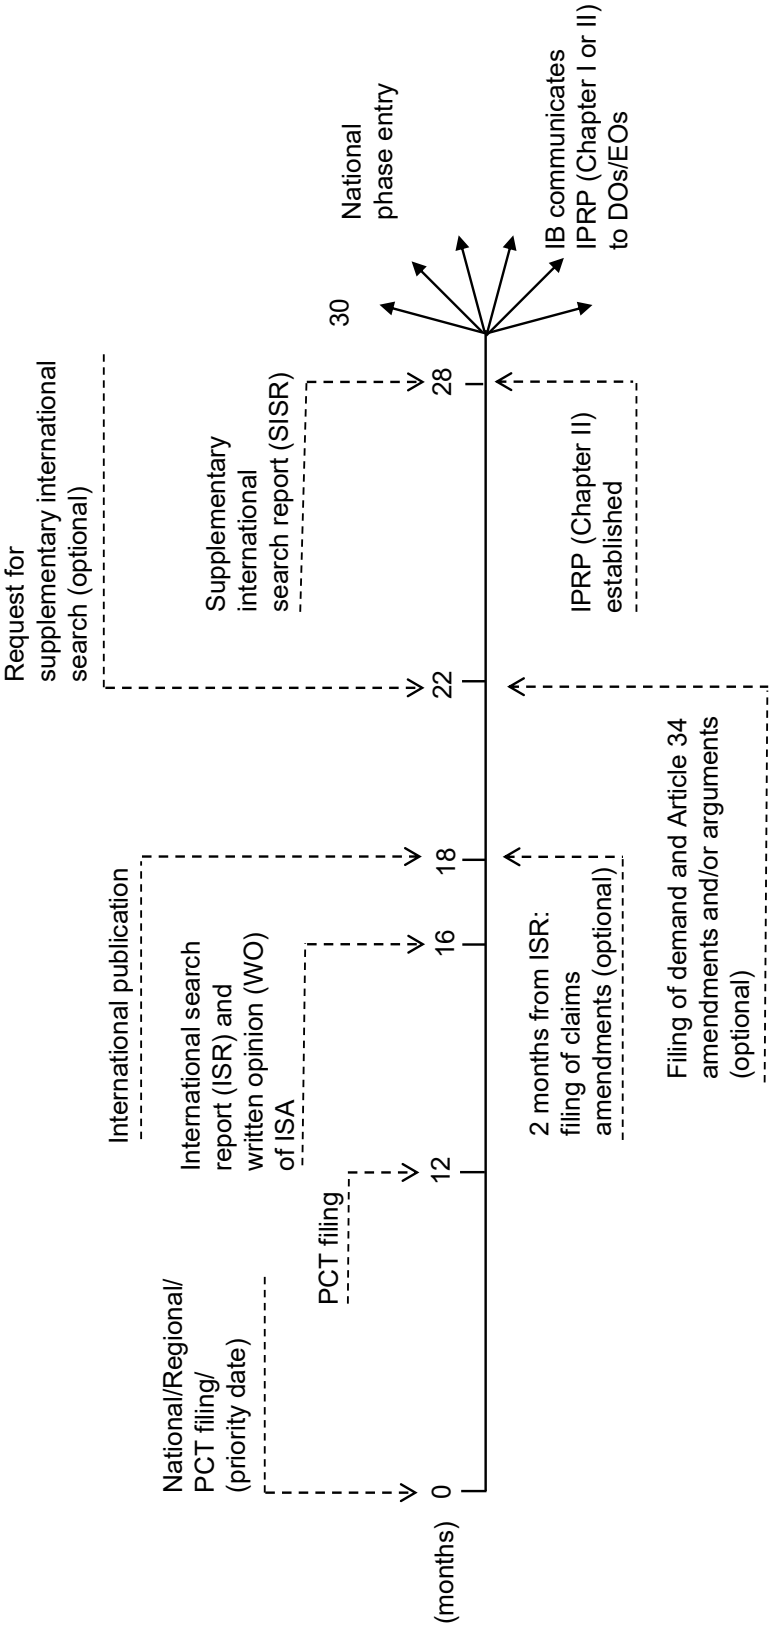 (months)
0
National/Regional/
PCT filing/
(priority date)
12
PCT filing
16
International search
report (ISR) and
written opinion (WO)
of ISA
18
International publication
2 months from ISR:
filing of claims
amendments (optional)
22
Request for
supplementary international
search (optional)
Filing of demand and Article 34
amendments and/or arguments
(optional)
28
Supplementary
international
search report (SISR)
IPRP (Chapter II)
established
30
National
phase entry
IB communicates
IPRP (Chapter I or II)
to DOs/EOs